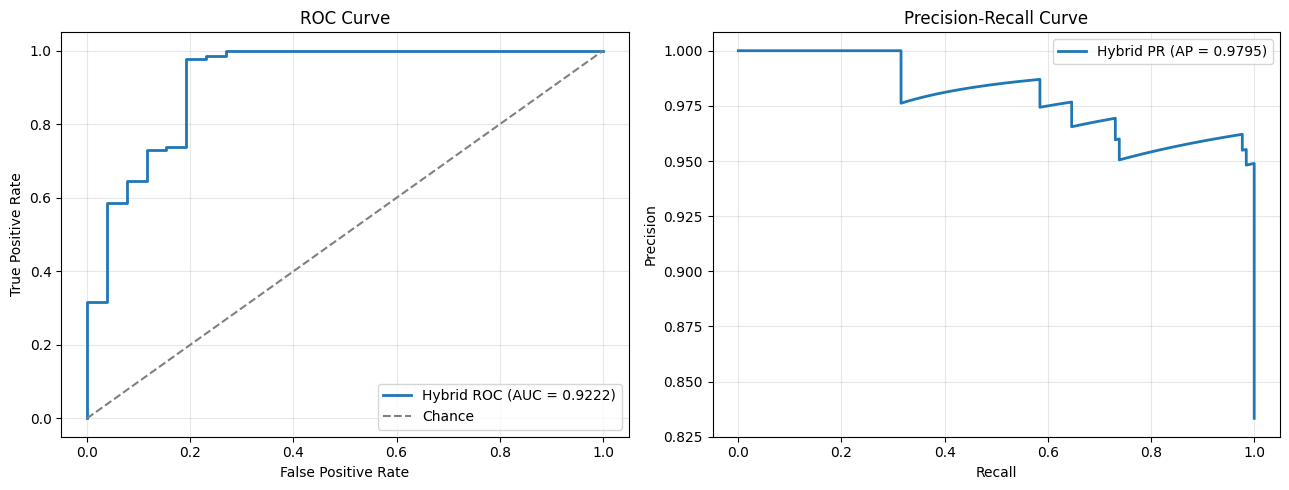 ROC Curve
1.0
0.8
0.6
0.4
0.2
0.0
True Positive Rate
0.0
0.2
0.4
0.6
0.8
1.0
False Positive Rate
Hybrid ROC (AUC = 0.9222)
Chance
Precision-Recall Curve
1.000
0.975
0.950
0.925
0.900
0.875
0.850
0.825
Precision
0.0
0.2
0.4
0.6
0.8
1.0
Recall
Hybrid PR (AP = 0.9795)